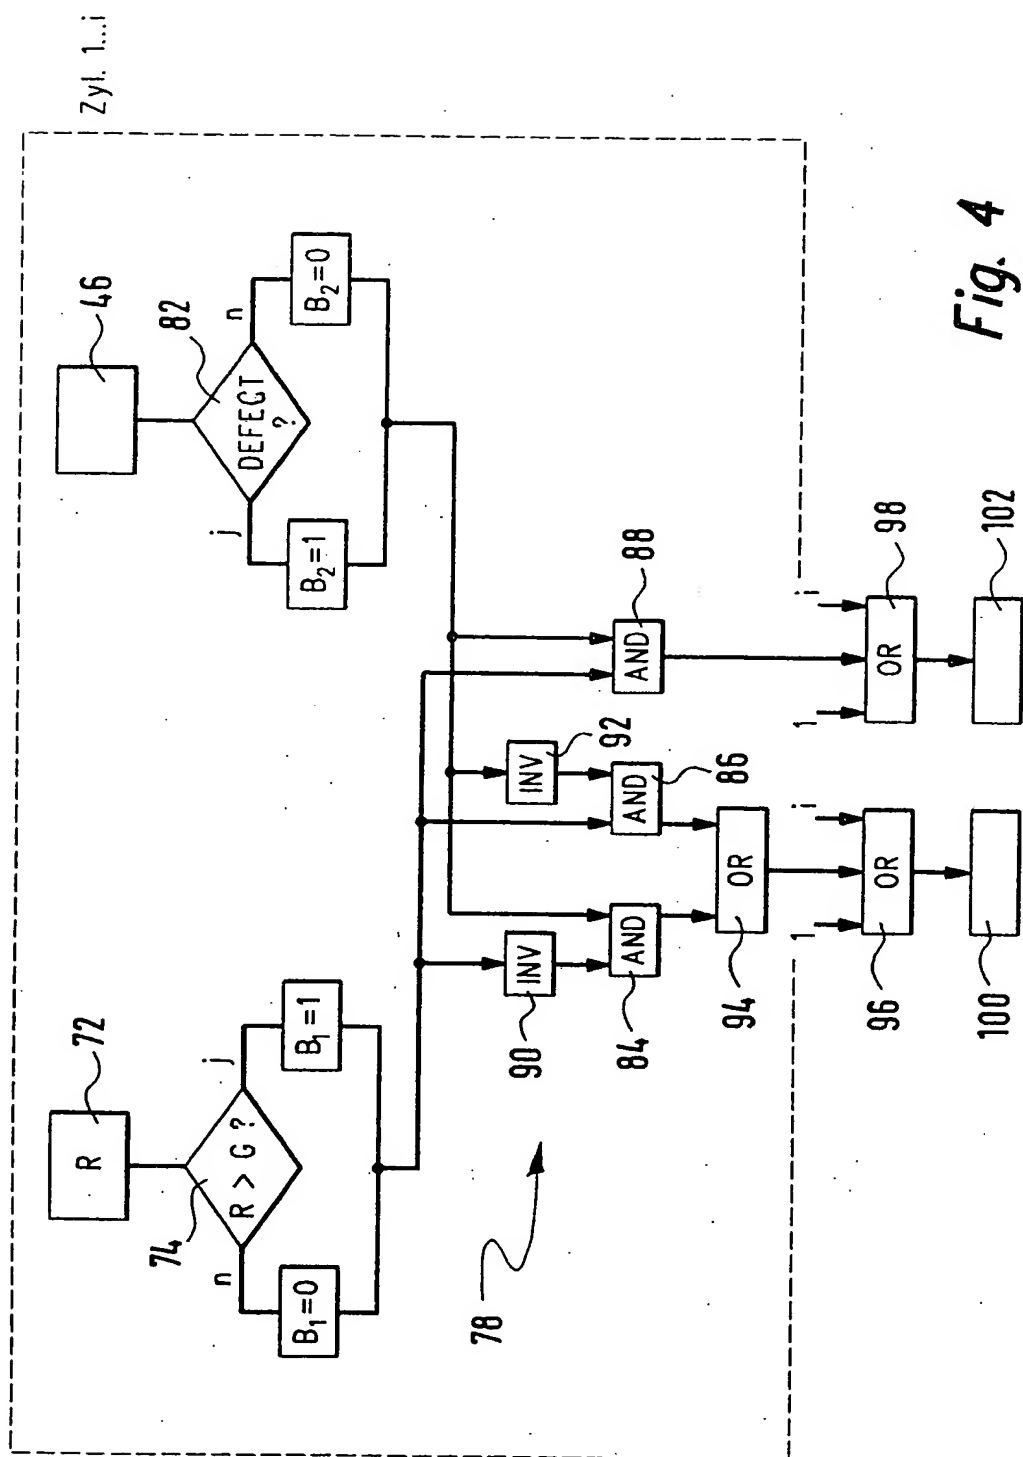 Zyl. 1...i
R
72
46
R > G ?
74
n
j
DEFECT
?
82
j
n
B₁=0
B₁=1
B₂=1
B₂=0
78
90
INV
INV
92
84
AND
AND
86
AND
88
94
OR
1
i
1
i
96
OR
OR
98
100
102
Fig. 4